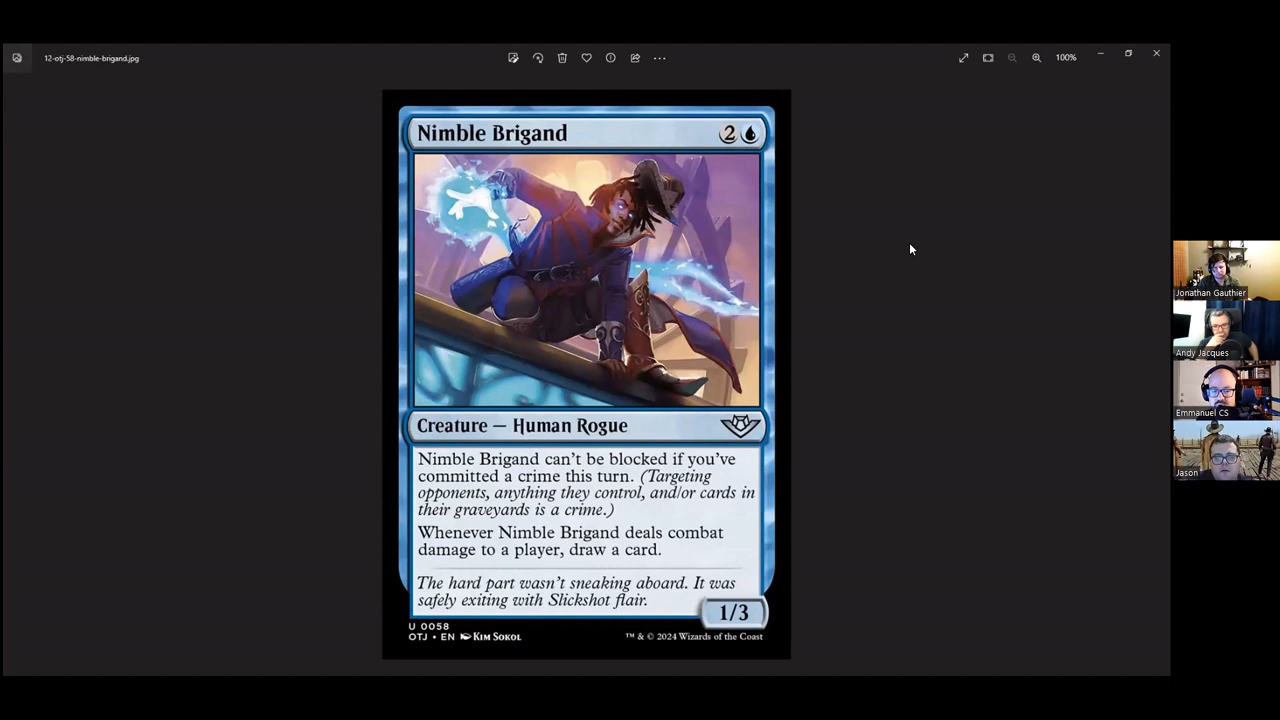 12-otj-58-nimble-brigand.jpg
100%
Nimble Brigand
2
Creature — Human Rogue
Nimble Brigand can't be blocked if you've
committed a crime this turn. (Targeting
opponents, anything they control, and/or cards in
their graveyards is a crime.)
Whenever Nimble Brigand deals combat
damage to a player, draw a card.
The hard part wasn't sneaking aboard. It was
safely exiting with Slickshot flair.
1/3
U 0058
OTJ • EN Kim Sokol
™ & © 2024 Wizards of the Coast
Jonathan Gauthier
Andy Jacques
Emmanuel CS
Jason